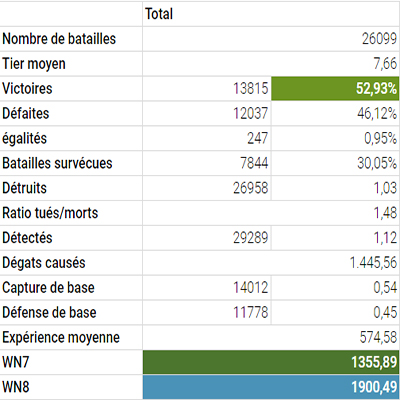 Total
Nombre de batailles 26099
Tier moyen 7,66
Victoires 13815 52,93%
Défaites 12037 46,12%
égalités 247 0,95%
Batailles survécues 7844 30,05%
Détruits 26958 1,03
Ratio tués/morts 1,48
Détectés 29289 1,12
Dégats causés 1.445,56
Capture de base 14012 0,54
Défense de base 11778 0,45
Expérience moyenne 574,58
WN7 1355,89
WN8 1900,49